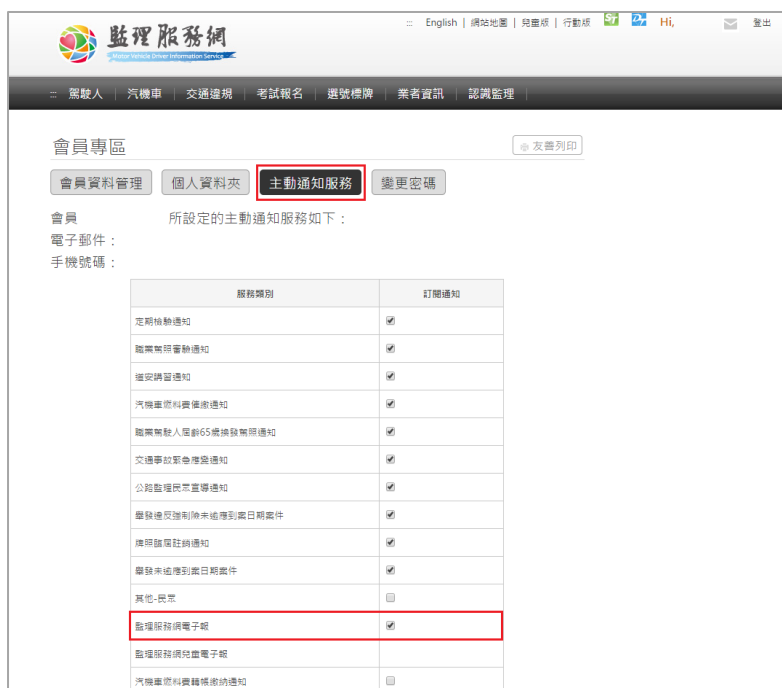 ::: English | 網站地圖 | 兒童版 | 行動版 Hi, 登出
監理服務網
Motor Vehicle Driver Information Service
::: 駕駛人 | 汽機車 | 交通違規 | 考試報名 | 選號標牌 | 業者資訊 | 認識監理 |
會員專區
友善列印
會員資料管理 個人資料夾 主動通知服務 變更密碼
會員 所設定的主動通知服務如下：
電子郵件：
手機號碼：
服務類別 訂閱通知
定期檢驗通知
職業駕照審驗通知
道安講習通知
汽機車燃料費催繳通知
職業駕駛人屆齡65歲換發駕照通知
交通事故緊急應變通知
公路監理民眾宣導通知
舉發違反強制險未逾應到案日期案件
牌照臨屆註銷通知
舉發未逾應到案日期案件
其他-民眾
監理服務網電子報
監理服務網兒童電子報
汽機車燃料費轉帳繳納通知